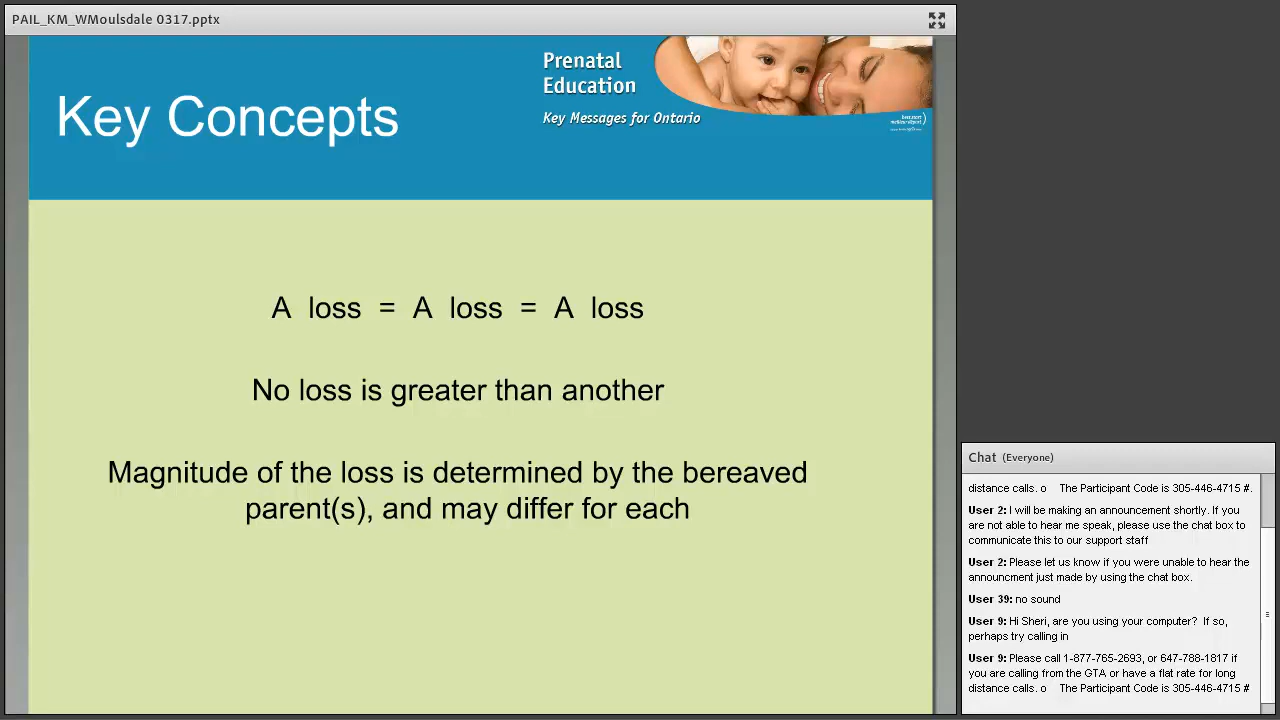 PAIL_KM_WMoulsdale 0317.pptx
Key Concepts
Prenatal
Education
Key Messages for Ontario
A loss = A loss = A loss
No loss is greater than another
Magnitude of the loss is determined by the bereaved
parent(s), and may differ for each
Chat (Everyone)
distance calls. o The Participant Code is 305-446-4715 #.
User 2: I will be making an announcement shortly. If you
are not able to hear me speak, please use the chat box to
communicate this to our support staff
User 2: Please let us know if you were unable to hear the
announcment just made by using the chat box.
User 39: no sound
User 9: Hi Sheri, are you using your computer? If so,
perhaps try calling in
User 9: Please call 1-877-765-2693, or 647-788-1817 if
you are calling from the GTA or have a flat rate for long
distance calls. o The Participant Code is 305-446-4715 #